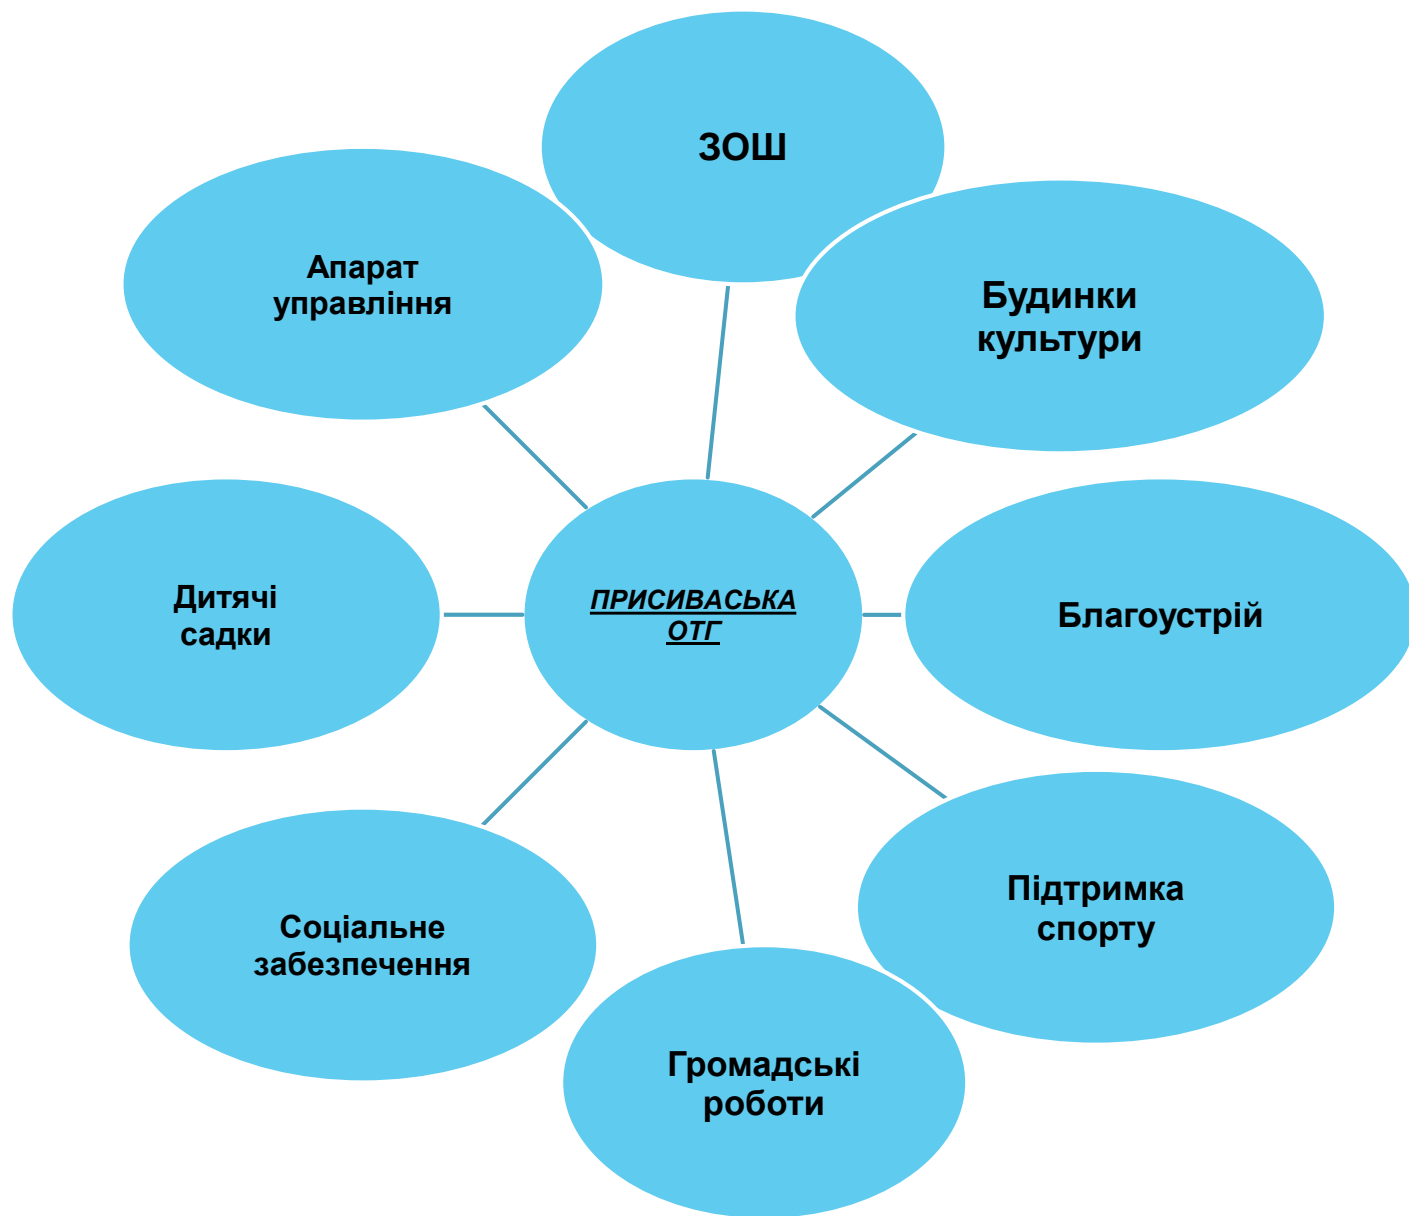 ЗОШ
Апарат
управління
Будинки
культури
Дитячі
садки
ПРИСИВАСЬКА
ОТГ
Благоустрій
Соціальне
забезпечення
Підтримка
спорту
Громадські
роботи